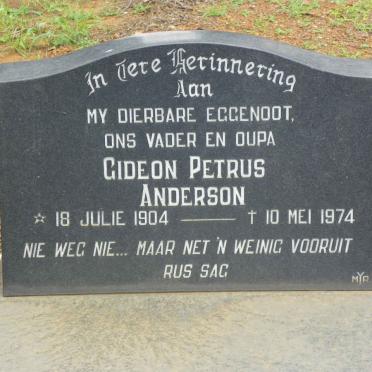 In Tere Herinnering
Aan
MY DIERBARE EGGENOOT,
ONS VADER EN OUPA
GIDEON PETRUS
ANDERSON
☆ 18 JULIE 1904 —— † 10 MEI 1974
NIE WEG NIE... MAAR NET 'N WEINIG VOORUIT
RUS SAG
MYP